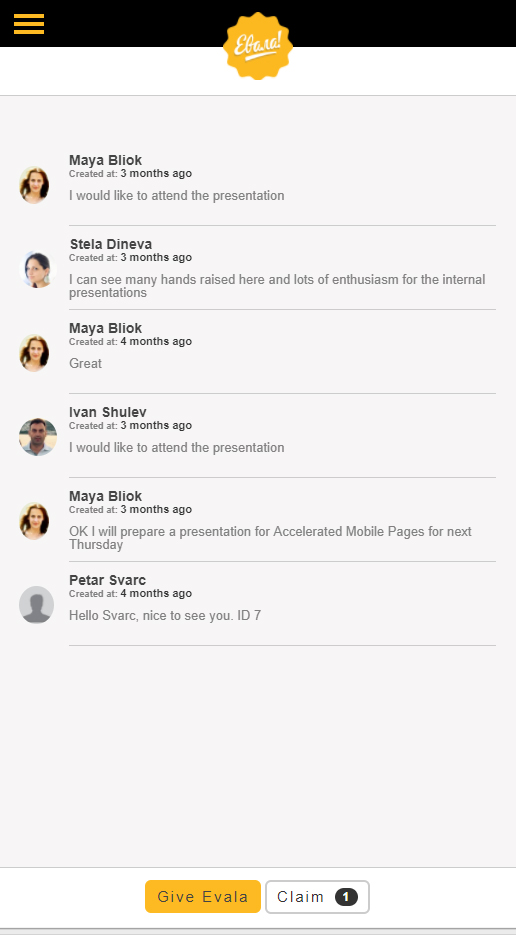 Евала!
Maya Bliok
Created at: 3 months ago
I would like to attend the presentation
Stela Dineva
Created at: 3 months ago
I can see many hands raised here and lots of enthusiasm for the internal
presentations
Maya Bliok
Created at: 4 months ago
Great
Ivan Shulev
Created at: 3 months ago
I would like to attend the presentation
Maya Bliok
Created at: 3 months ago
OK I will prepare a presentation for Accelerated Mobile Pages for next
Thursday
Petar Svarc
Created at: 4 months ago
Hello Svarc, nice to see you. ID 7
Give Evala Claim 1